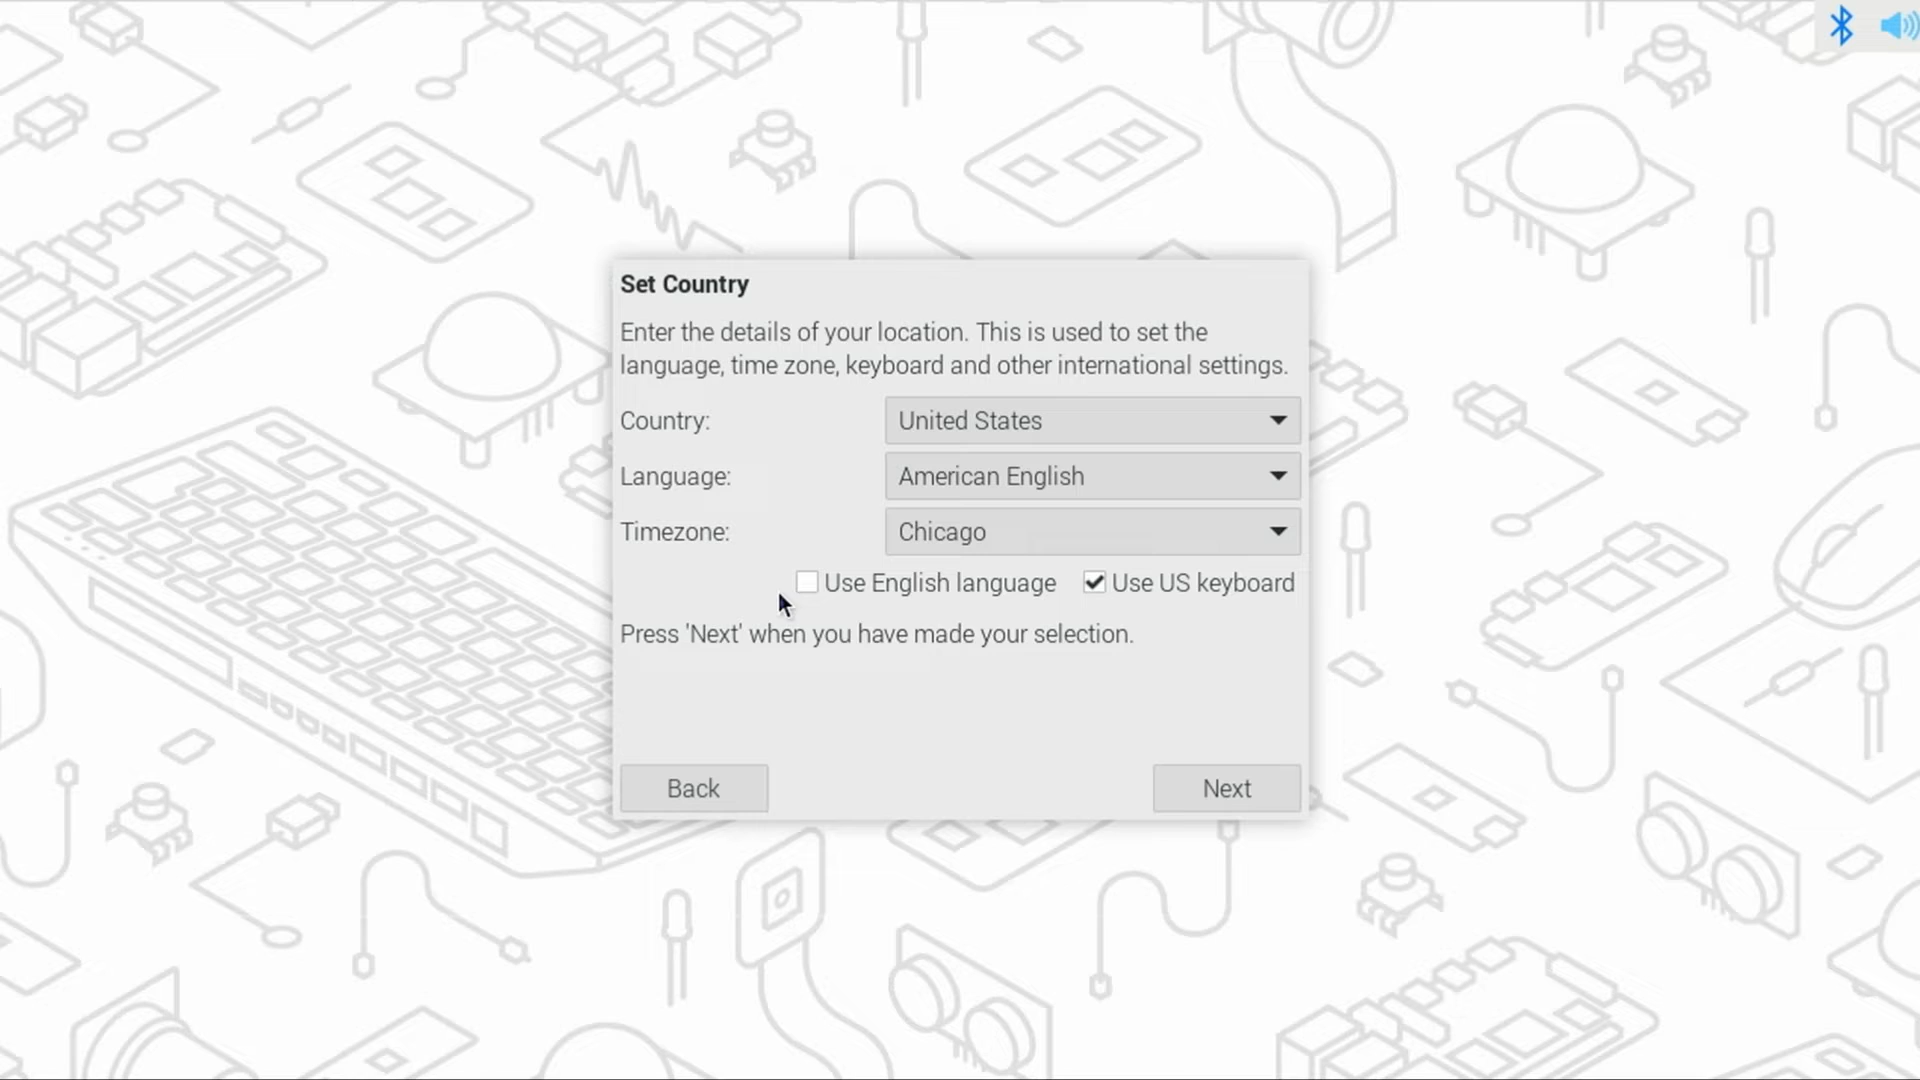 Set Country
Enter the details of your location. This is used to set the
language, time zone, keyboard and other international settings.
Country: United States
Language: American English
Timezone: Chicago
Use English language Use US keyboard
Press 'Next' when you have made your selection.
Back Next